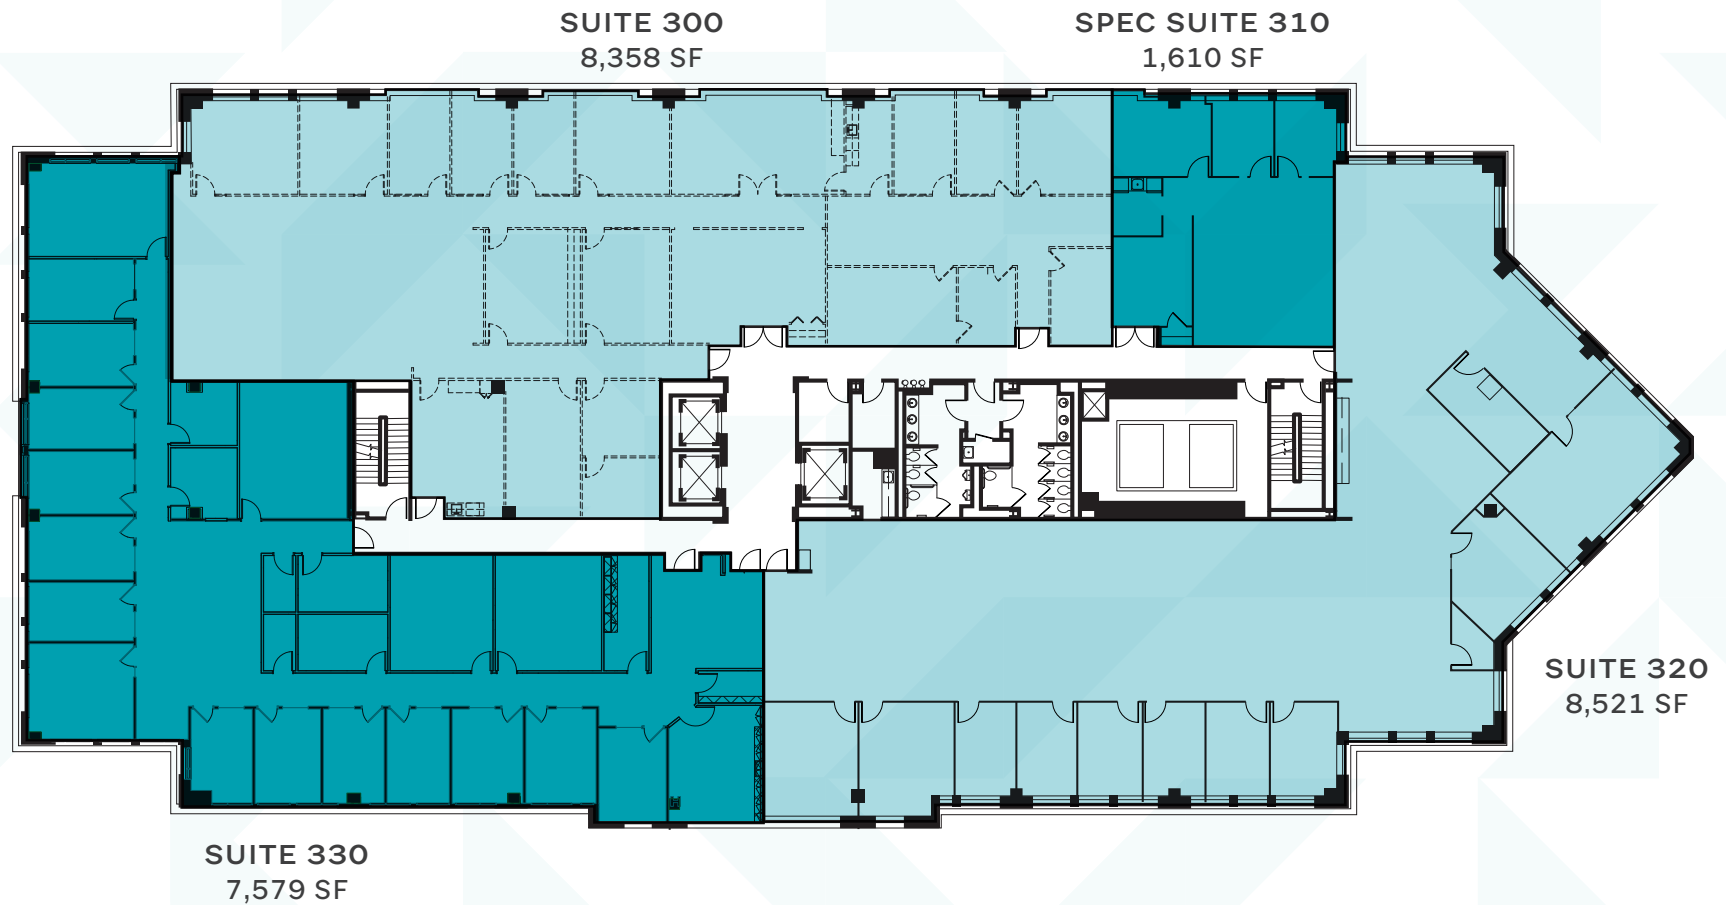 SUITE 300
8,358 SF
SPEC SUITE 310
1,610 SF
SUITE 320
8,521 SF
SUITE 330
7,579 SF